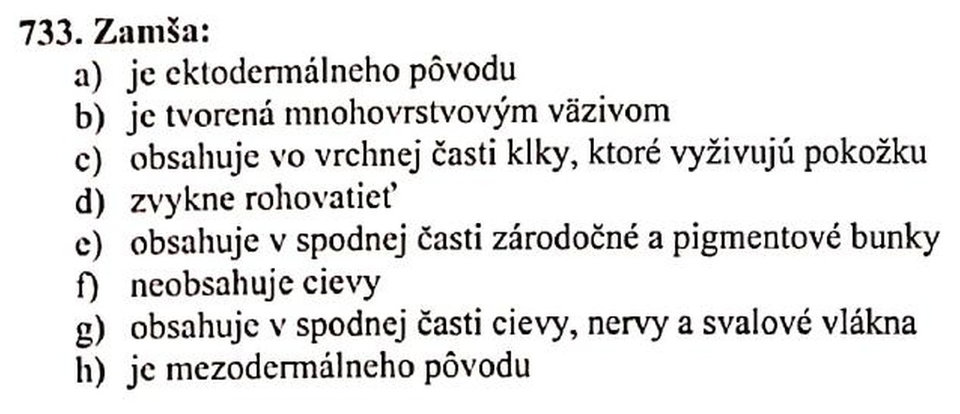 733. Zamša:
a) je ektodermálneho pôvodu
b) je tvorená mnohovrstvovým väzivom
c) obsahuje vo vrchnej časti klky, ktoré vyživujú pokožku
d) zvykne rohovatieť
e) obsahuje v spodnej časti zárodočné a pigmentové bunky
f) neobsahuje cievy
g) obsahuje v spodnej časti cievy, nervy a svalové vlákna
h) je mezodermálneho pôvodu